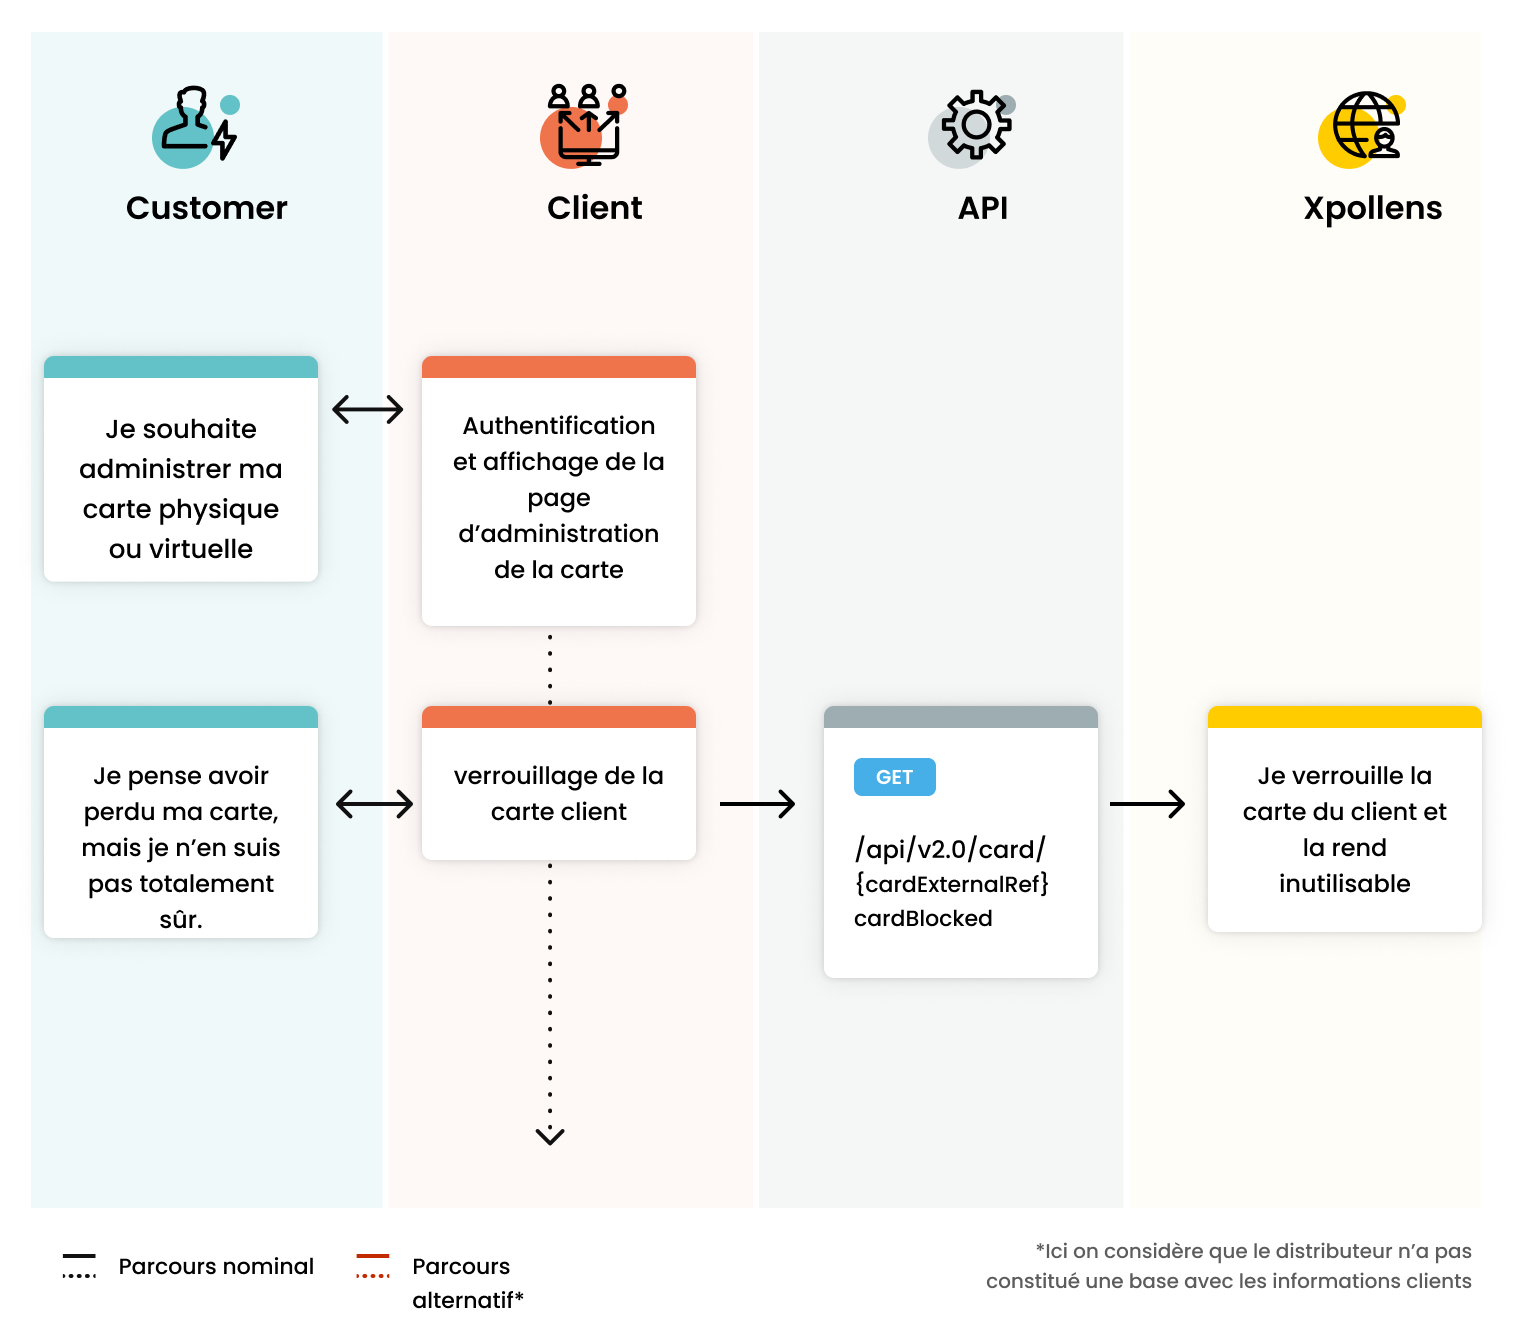 Customer
Client
API
Xpollens
Je souhaite
administrer ma
carte physique
ou virtuelle
Authentification
et affichage de la
page
d’administration
de la carte
Je pense avoir
perdu ma carte,
mais je n’en suis
pas totalement
sûr.
verrouillage de la
carte client
GET
/api/v2.0/card/
{cardExternalRef}
cardBlocked
Je verrouille la
carte du client et
la rend
inutilisable
Parcours nominal
Parcours
alternatif*
*Ici on considère que le distributeur n’a pas
constitué une base avec les informations clients